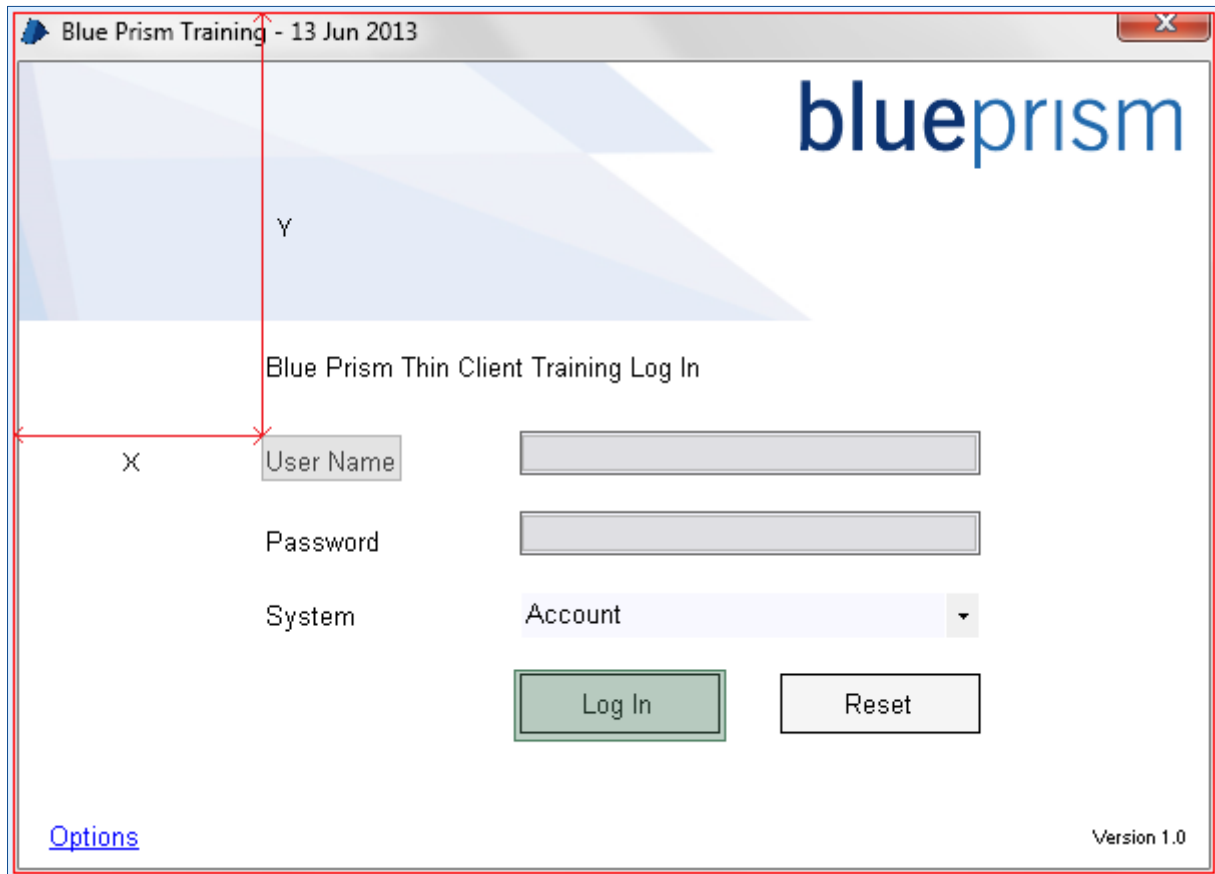 Blue Prism Training - 13 Jun 2013
blueprism
Y
Blue Prism Thin Client Training Log In
X
User Name
Password
System
Account
Log In
Reset
Options
Version 1.0